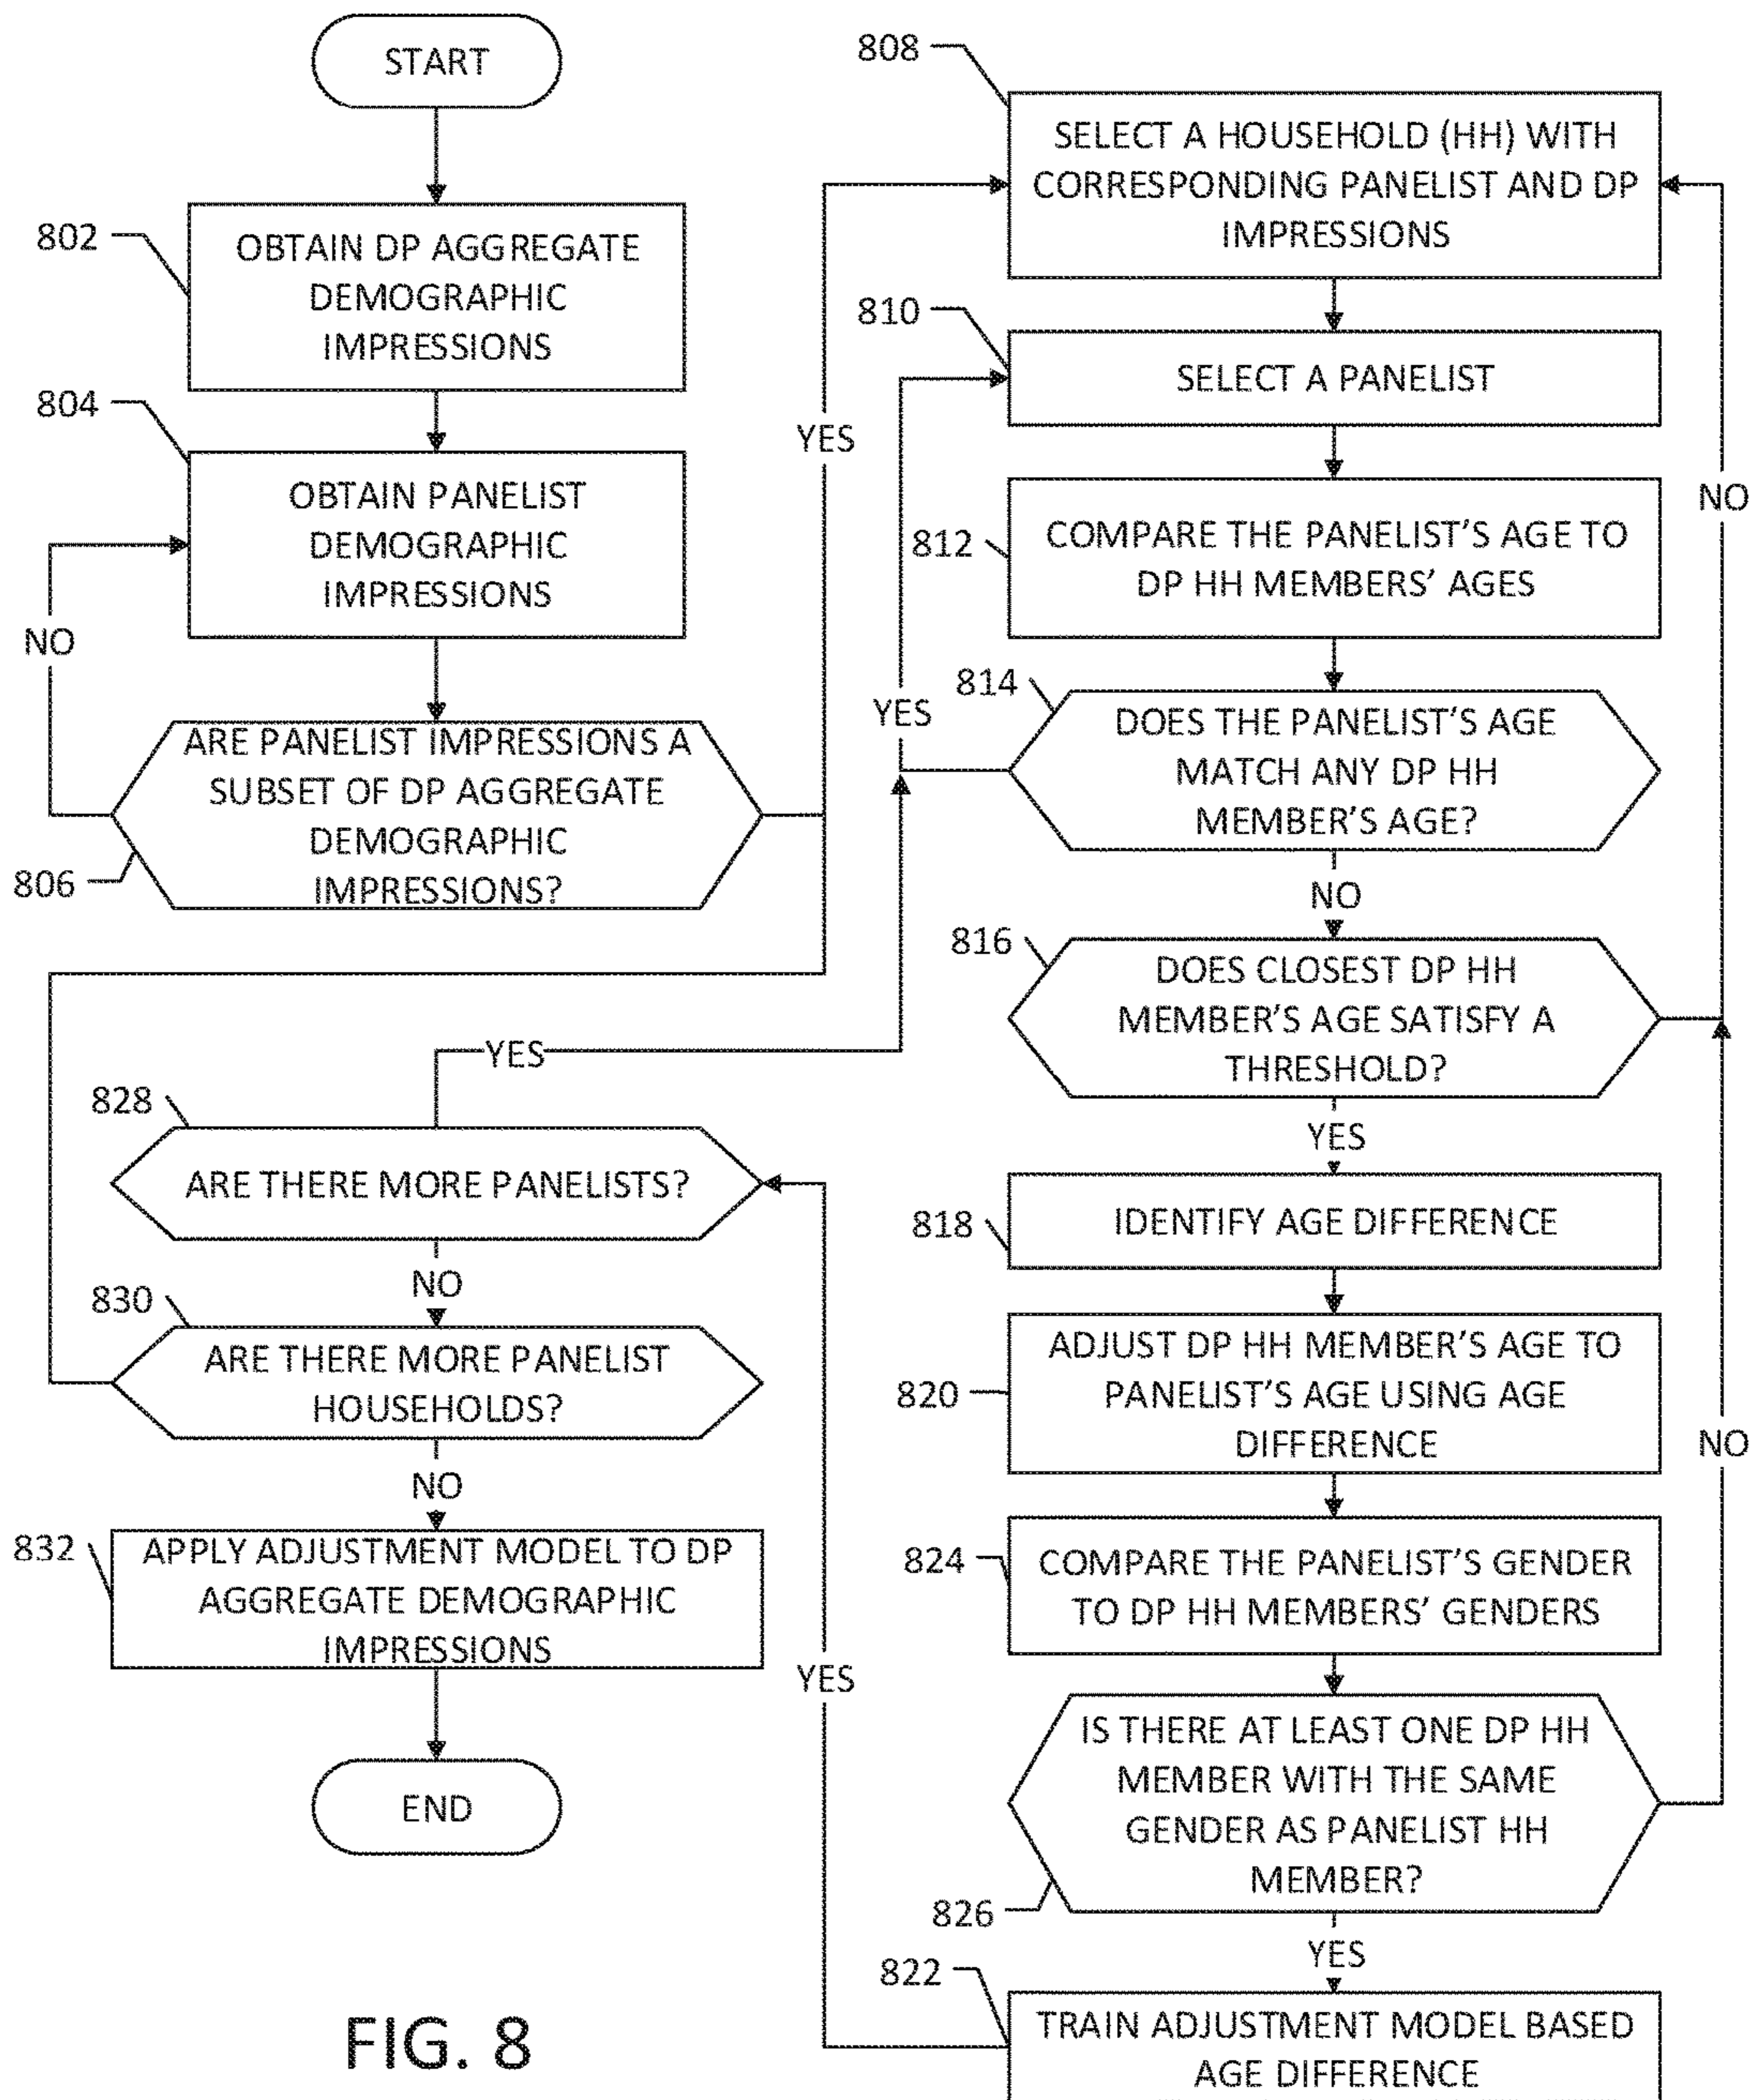 START
802
OBTAIN DP AGGREGATE
DEMOGRAPHIC
IMPRESSIONS
804
OBTAIN PANELIST
DEMOGRAPHIC
IMPRESSIONS
NO
YES
ARE PANELIST IMPRESSIONS A
SUBSET OF DP AGGREGATE
DEMOGRAPHIC
IMPRESSIONS?
806
808
SELECT A HOUSEHOLD (HH) WITH
CORRESPONDING PANELIST AND DP
IMPRESSIONS
810
SELECT A PANELIST
812
COMPARE THE PANELIST'S AGE TO
DP HH MEMBERS' AGES
NO
814
YES
DOES THE PANELIST'S AGE
MATCH ANY DP HH
MEMBER'S AGE?
NO
816
DOES CLOSEST DP HH
MEMBER'S AGE SATISFY A
THRESHOLD?
YES
818
IDENTIFY AGE DIFFERENCE
820
ADJUST DP HH MEMBER'S AGE TO
PANELIST'S AGE USING AGE
DIFFERENCE
NO
824
COMPARE THE PANELIST'S GENDER
TO DP HH MEMBERS' GENDERS
IS THERE AT LEAST ONE DP HH
MEMBER WITH THE SAME
GENDER AS PANELIST HH
MEMBER?
826
YES
822
TRAIN ADJUSTMENT MODEL BASED
AGE DIFFERENCE
YES
YES
828
ARE THERE MORE PANELISTS?
NO
830
ARE THERE MORE PANELIST
HOUSEHOLDS?
NO
832
APPLY ADJUSTMENT MODEL TO DP
AGGREGATE DEMOGRAPHIC
IMPRESSIONS
END
FIG. 8